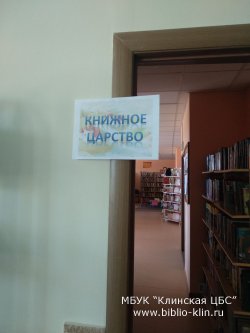 КНИЖНОЕ
ЦАРСТВО
МБУК "Клинская ЦБС"
www.biblio-klin.ru